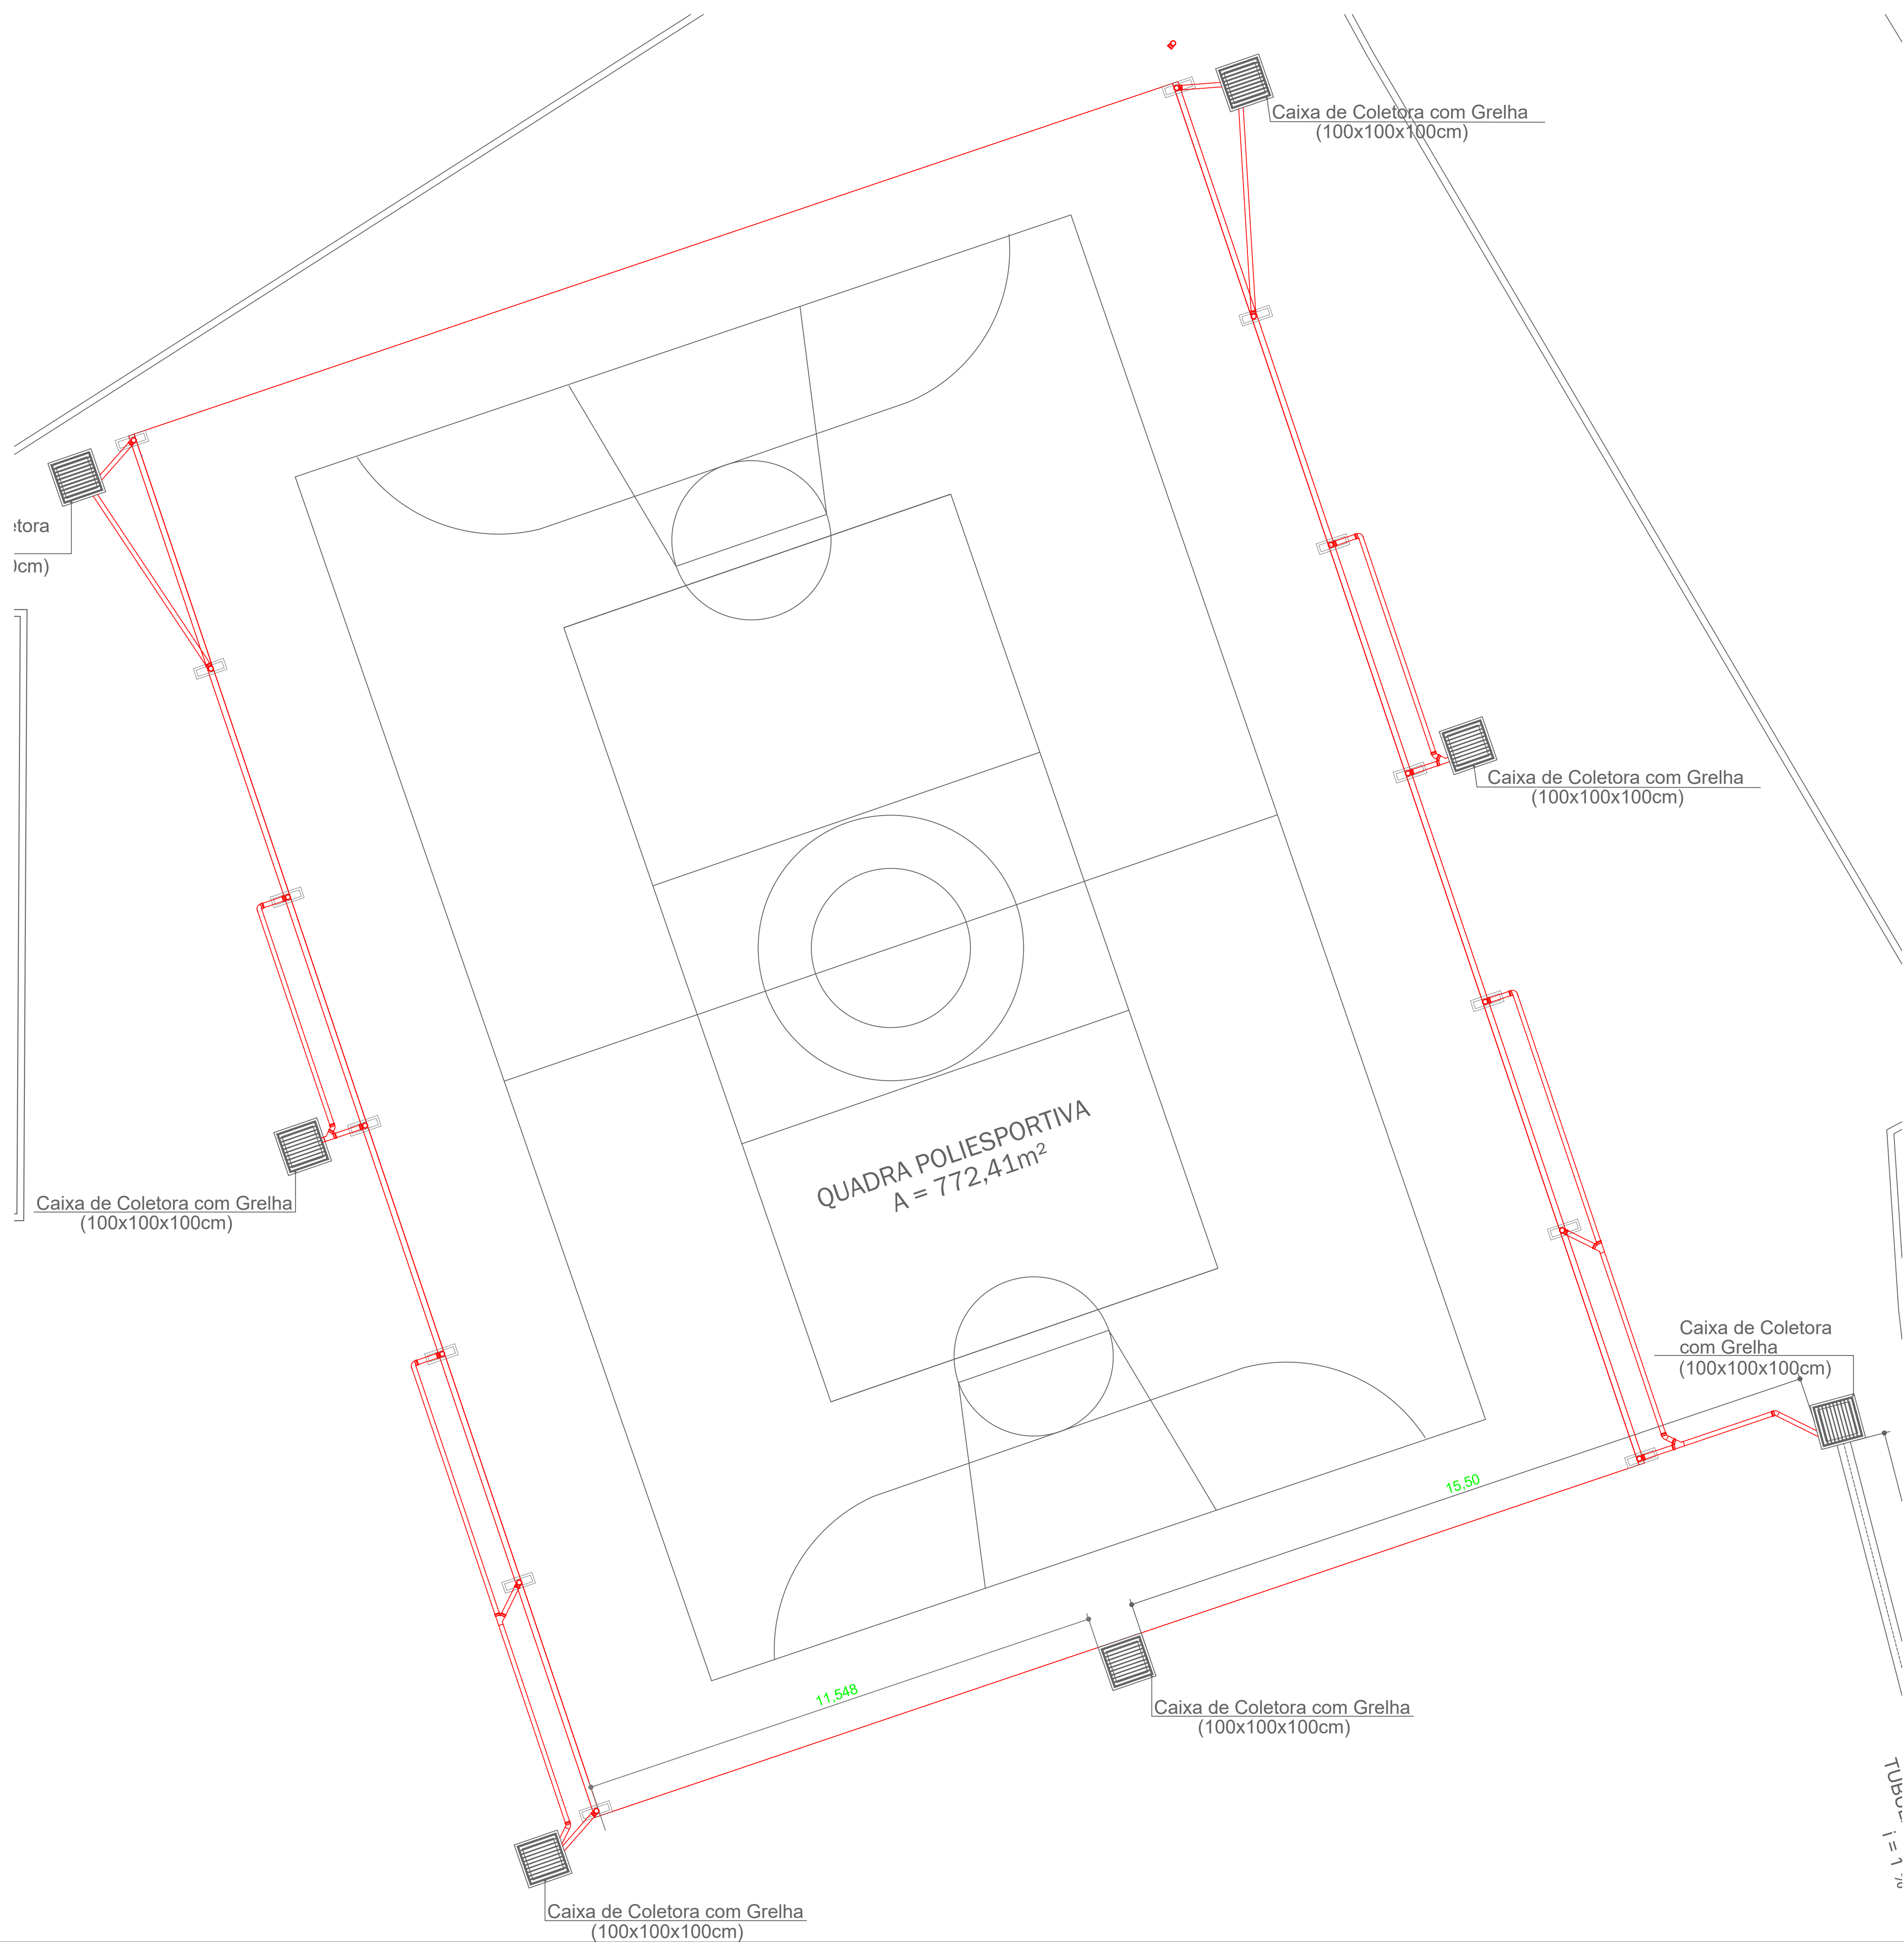 Caixa de Coletora com Grelha
(100x100x100cm)
Caixa de Coletora com Grelha
(100x100x100cm)
QUADRA POLIESPORTIVA
A = 772,41m²
Caixa de Coletora com Grelha
(100x100x100cm)
Caixa de Coletora
com Grelha
(100x100x100cm)
15,50
11,548
Caixa de Coletora com Grelha
(100x100x100cm)
i = 1 %
Caixa de Coletora com Grelha
(100x100x100cm)